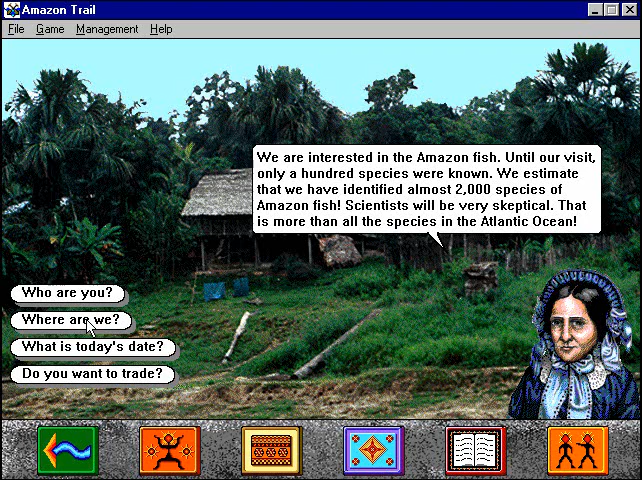 Amazon Trail
File Game Management Help
We are interested in the Amazon fish. Until our visit,
only a hundred species were known. We estimate
that we have identified almost 2,000 species of
Amazon fish! Scientists will be very skeptical. That
is more than all the species in the Atlantic Ocean!
Who are you?
Where are we?
What is today's date?
Do you want to trade?